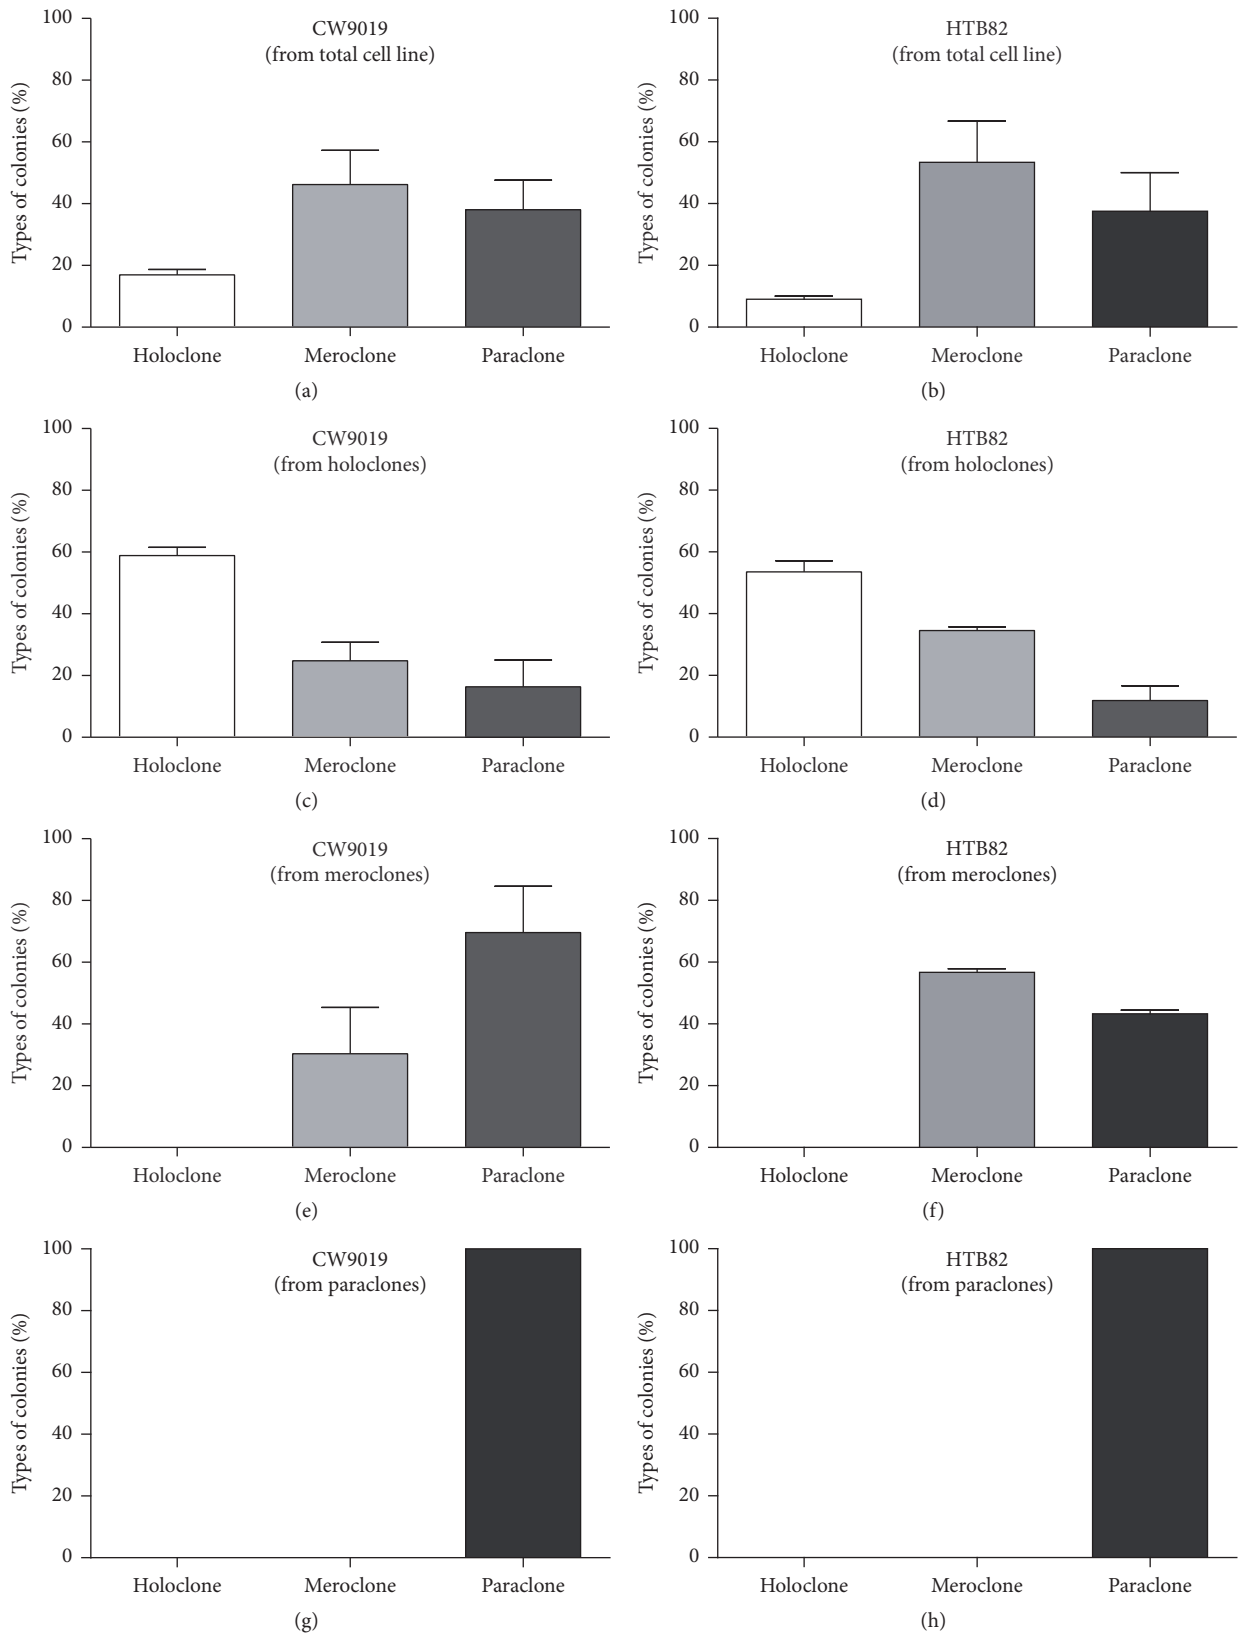 CW9019
(from total cell line)
Types of colonies (%)
100
80
60
40
20
0
Holoclone Meroclone Paraclone
(a)
HTB82
(from total cell line)
Types of colonies (%)
100
80
60
40
20
0
Holoclone Meroclone Paraclone
(b)
CW9019
(from holoclones)
Types of colonies (%)
100
80
60
40
20
0
Holoclone Meroclone Paraclone
(c)
HTB82
(from holoclones)
Types of colonies (%)
100
80
60
40
20
0
Holoclone Meroclone Paraclone
(d)
CW9019
(from meroclones)
Types of colonies (%)
100
80
60
40
20
0
Holoclone Meroclone Paraclone
(e)
HTB82
(from meroclones)
Types of colonies (%)
100
80
60
40
20
0
Holoclone Meroclone Paraclone
(f)
CW9019
(from paraclones)
Types of colonies (%)
100
80
60
40
20
0
Holoclone Meroclone Paraclone
(g)
HTB82
(from paraclones)
Types of colonies (%)
100
80
60
40
20
0
Holoclone Meroclone Paraclone
(h)